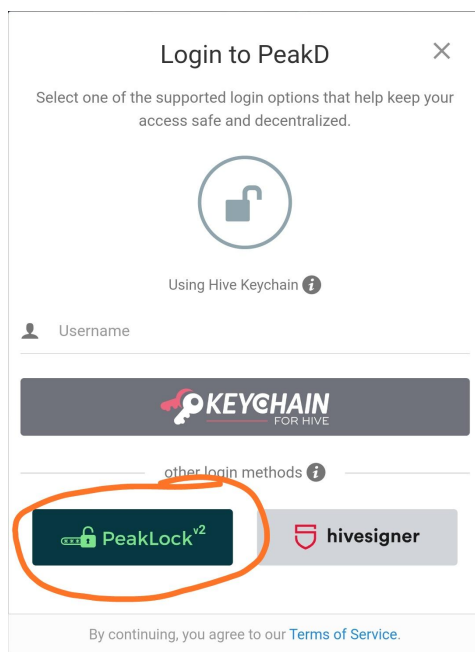 Login to PeakD
Select one of the supported login options that help keep your
access safe and decentralized.
Using Hive Keychain
Username
KEYCHAIN
FOR HIVE
other login methods
PeakLock v2
hivesigner
By continuing, you agree to our Terms of Service.